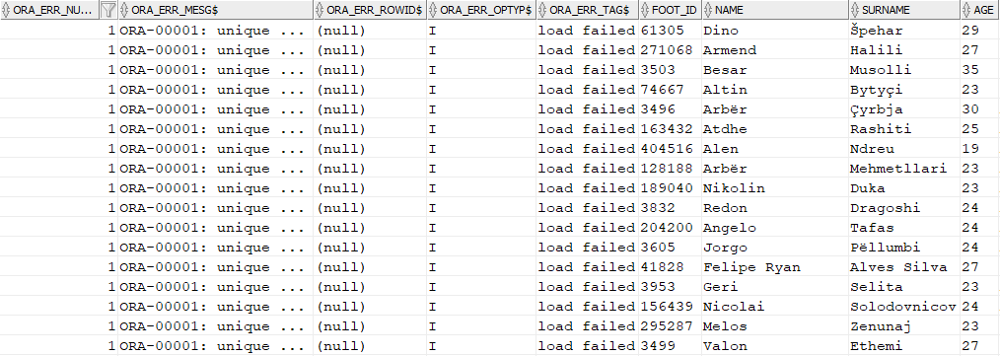 ORA_ERR_NU... ORA_ERR_MESG$ ORA_ERR_ROWID$ ORA_ERR_OPTYP$ ORA_ERR_TAG$ FOOT_ID NAME SURNAME AGE
1 ORA-00001: unique ... (null) I load failed 61305 Dino Špehar 29
1 ORA-00001: unique ... (null) I load failed 271068 Armend Halili 27
1 ORA-00001: unique ... (null) I load failed 3503 Besar Musolli 35
1 ORA-00001: unique ... (null) I load failed 74667 Altin Bytyçi 23
1 ORA-00001: unique ... (null) I load failed 3496 Arbër Çyrbja 30
1 ORA-00001: unique ... (null) I load failed 163432 Atdhe Rashiti 25
1 ORA-00001: unique ... (null) I load failed 404516 Alen Ndreu 19
1 ORA-00001: unique ... (null) I load failed 128188 Arbër Mehmetllari 23
1 ORA-00001: unique ... (null) I load failed 189040 Nikolin Duka 23
1 ORA-00001: unique ... (null) I load failed 3832 Redon Dragoshi 24
1 ORA-00001: unique ... (null) I load failed 204200 Angelo Tafas 24
1 ORA-00001: unique ... (null) I load failed 3605 Jorgo Pëllumbi 24
1 ORA-00001: unique ... (null) I load failed 41828 Felipe Ryan Alves Silva 27
1 ORA-00001: unique ... (null) I load failed 3953 Geri Selita 23
1 ORA-00001: unique ... (null) I load failed 156439 Nicolai Solodovnicov 24
1 ORA-00001: unique ... (null) I load failed 295287 Melos Zenunaj 23
1 ORA-00001: unique ... (null) I load failed 3499 Valon Ethemi 27